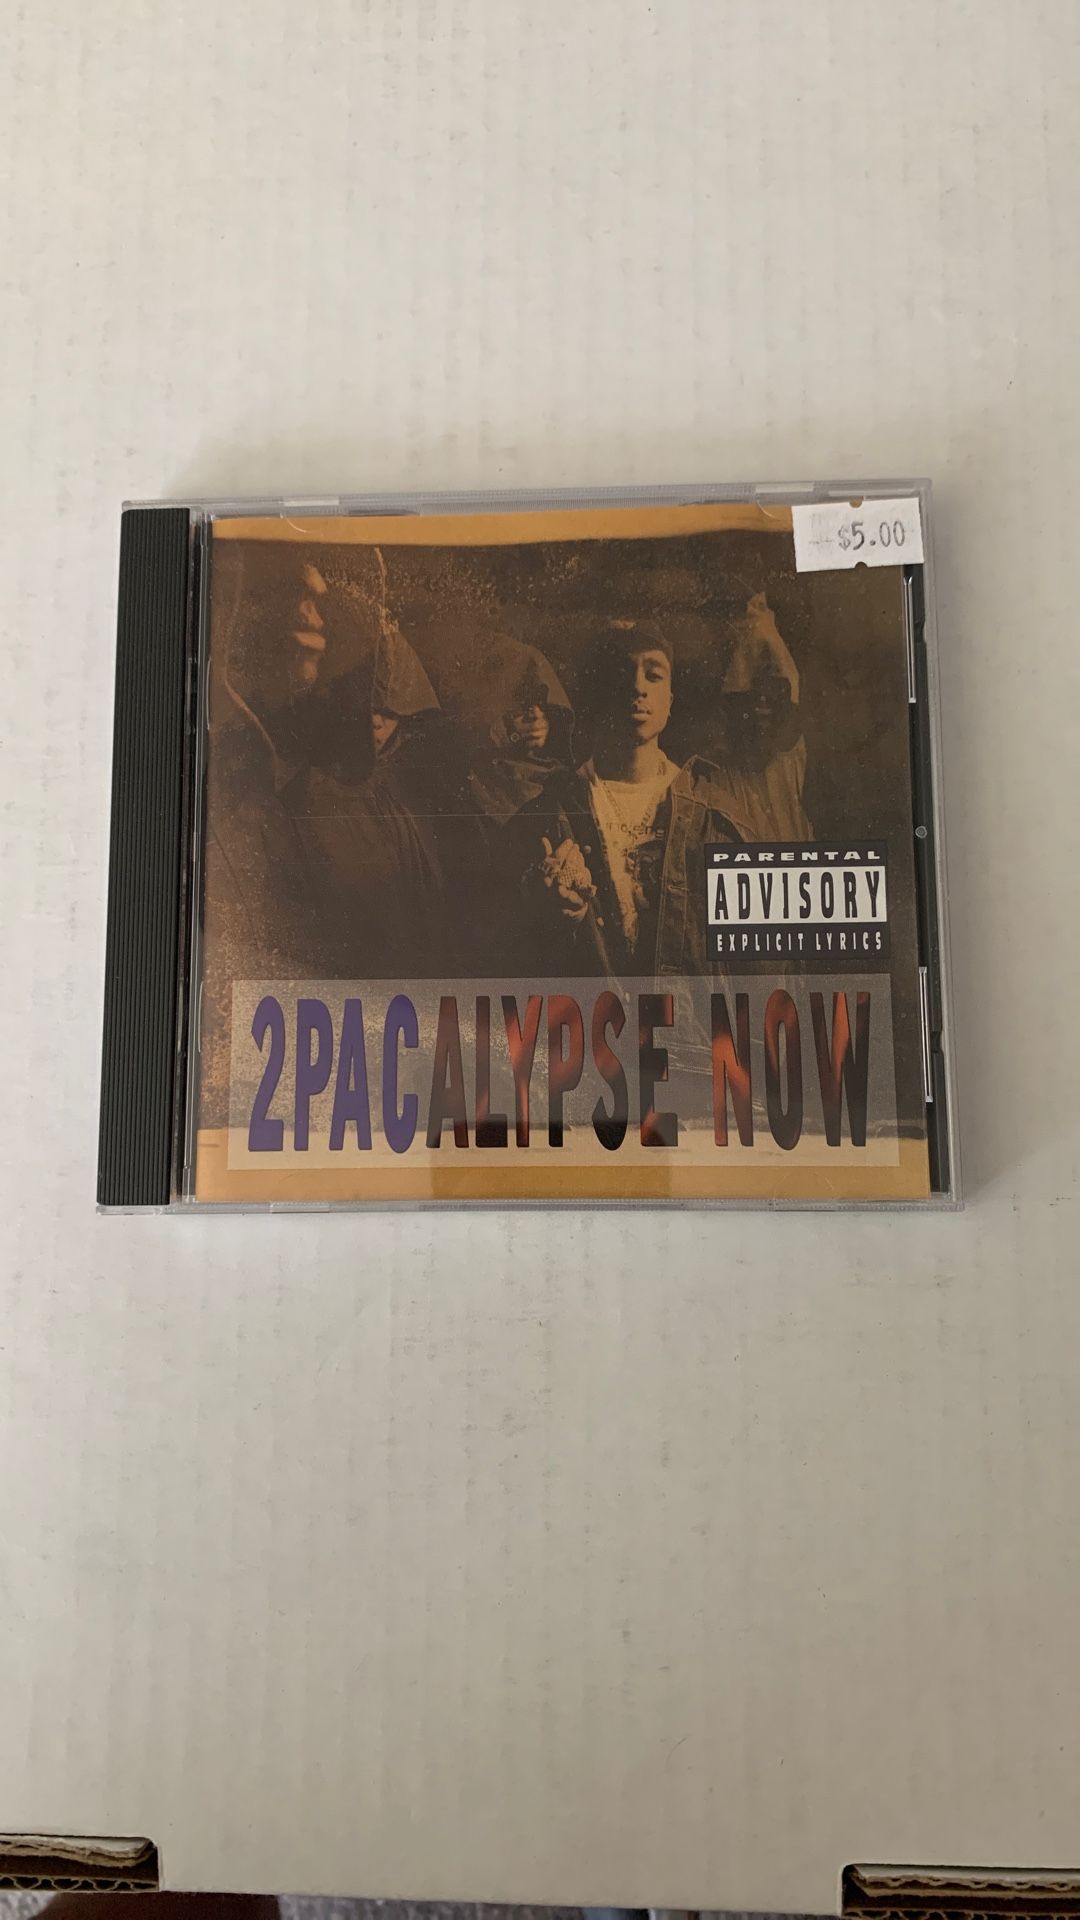 $5.00
PARENTAL
ADVISORY
EXPLICIT LYRICS
2PACALYPSE NOW